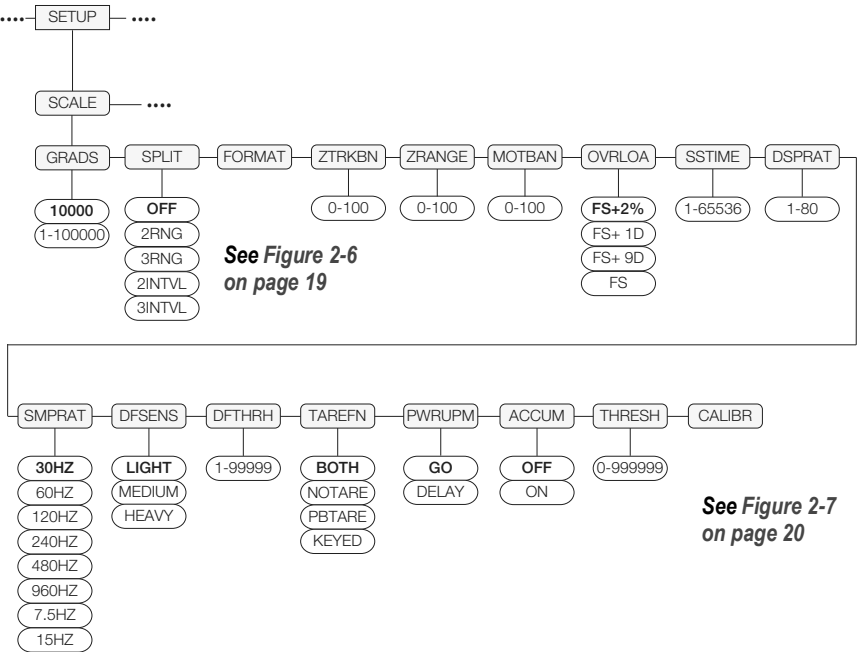 •••• SETUP ••••
SCALE ••••
GRADS SPLIT FORMAT ZTRKBN ZRANGE MOTBAN OVRLOA SSTIME DSPRAT
10000 OFF 0-100 0-100 0-100 FS+2% 1-65536 1-80
1-100000 2RNG FS+ 1D
3RNG FS+ 9D
2INTVL FS
3INTVL
See Figure 2-6
on page 19
SMPRAT DFSENS DFTHRH TAREFN PWRUPM ACCUM THRESH CALIBR
30HZ LIGHT 1-99999 BOTH GO OFF 0-999999
60HZ MEDIUM NOTARE DELAY ON
120HZ HEAVY PBTARE
240HZ KEYED
480HZ
960HZ
7.5HZ
15HZ
See Figure 2-7
on page 20